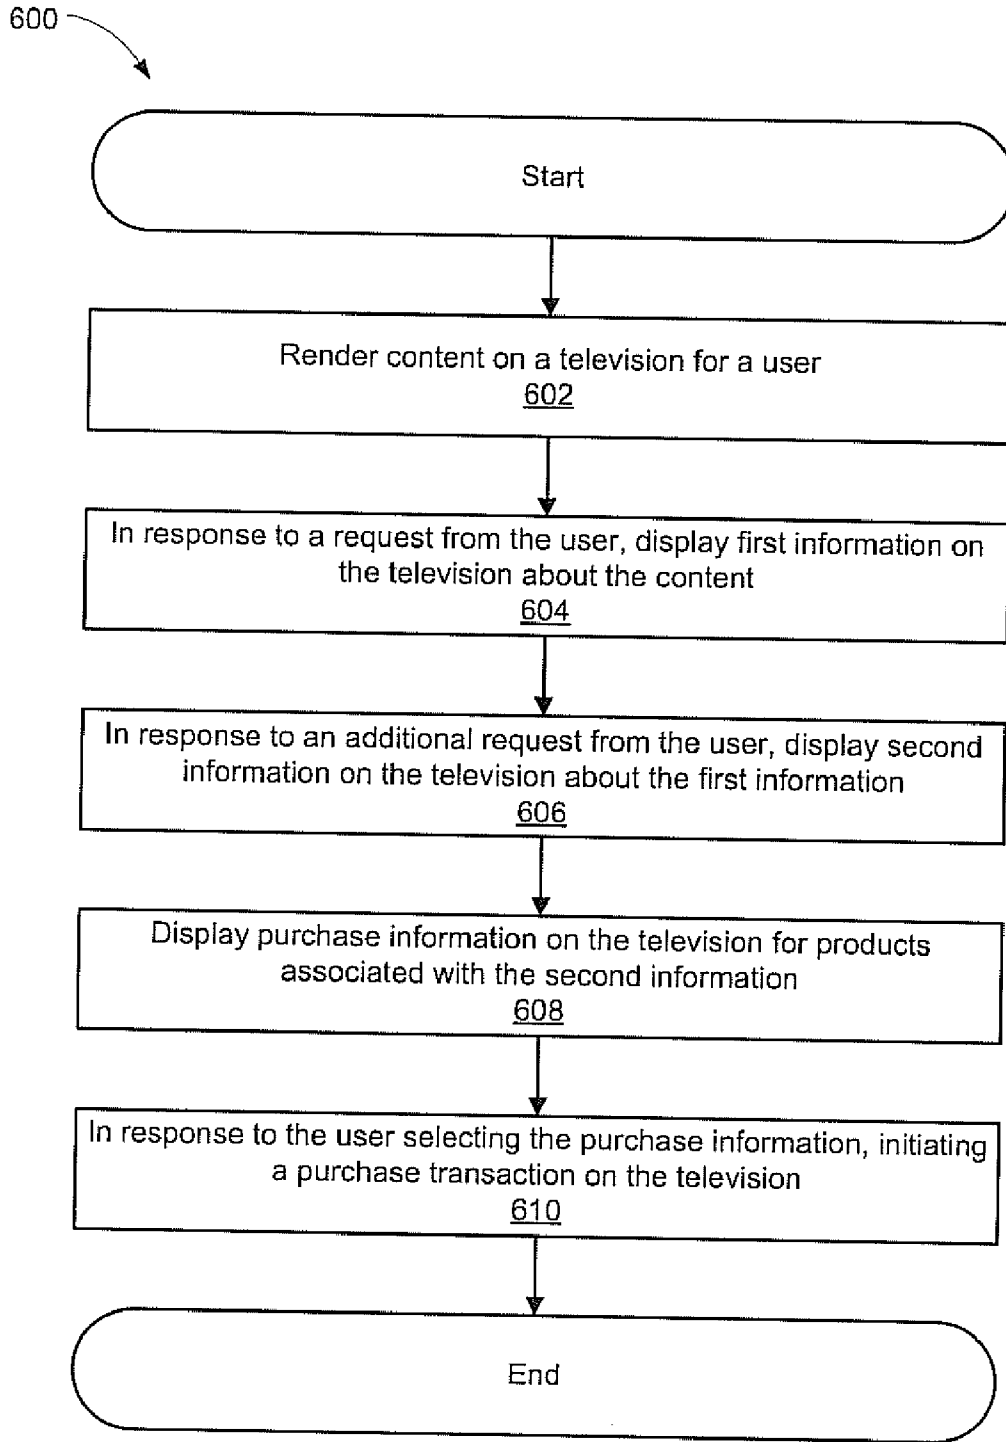 600
Start
Render content on a television for a user
602
In response to a request from the user, display first information on
the television about the content
604
In response to an additional request from the user, display second
information on the television about the first information
606
Display purchase information on the television for products
associated with the second information
608
In response to the user selecting the purchase information, initiating
a purchase transaction on the television
610
End